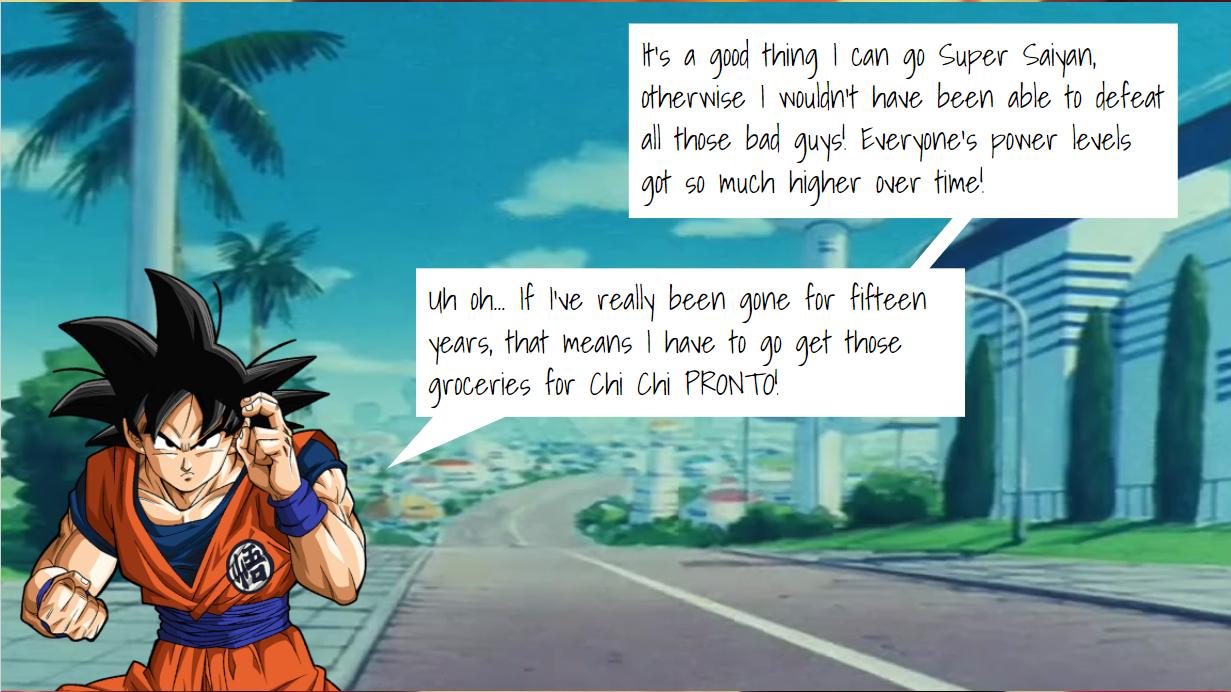 It's a good thing I can go Super Saiyan,
otherwise I wouldn't have been able to defeat
all those bad guys! Everyone's power levels
got so much higher over time!
Uh oh... If I've really been gone for fifteen
years, that means I have to go get those
groceries for Chi Chi PRONTO!
悟